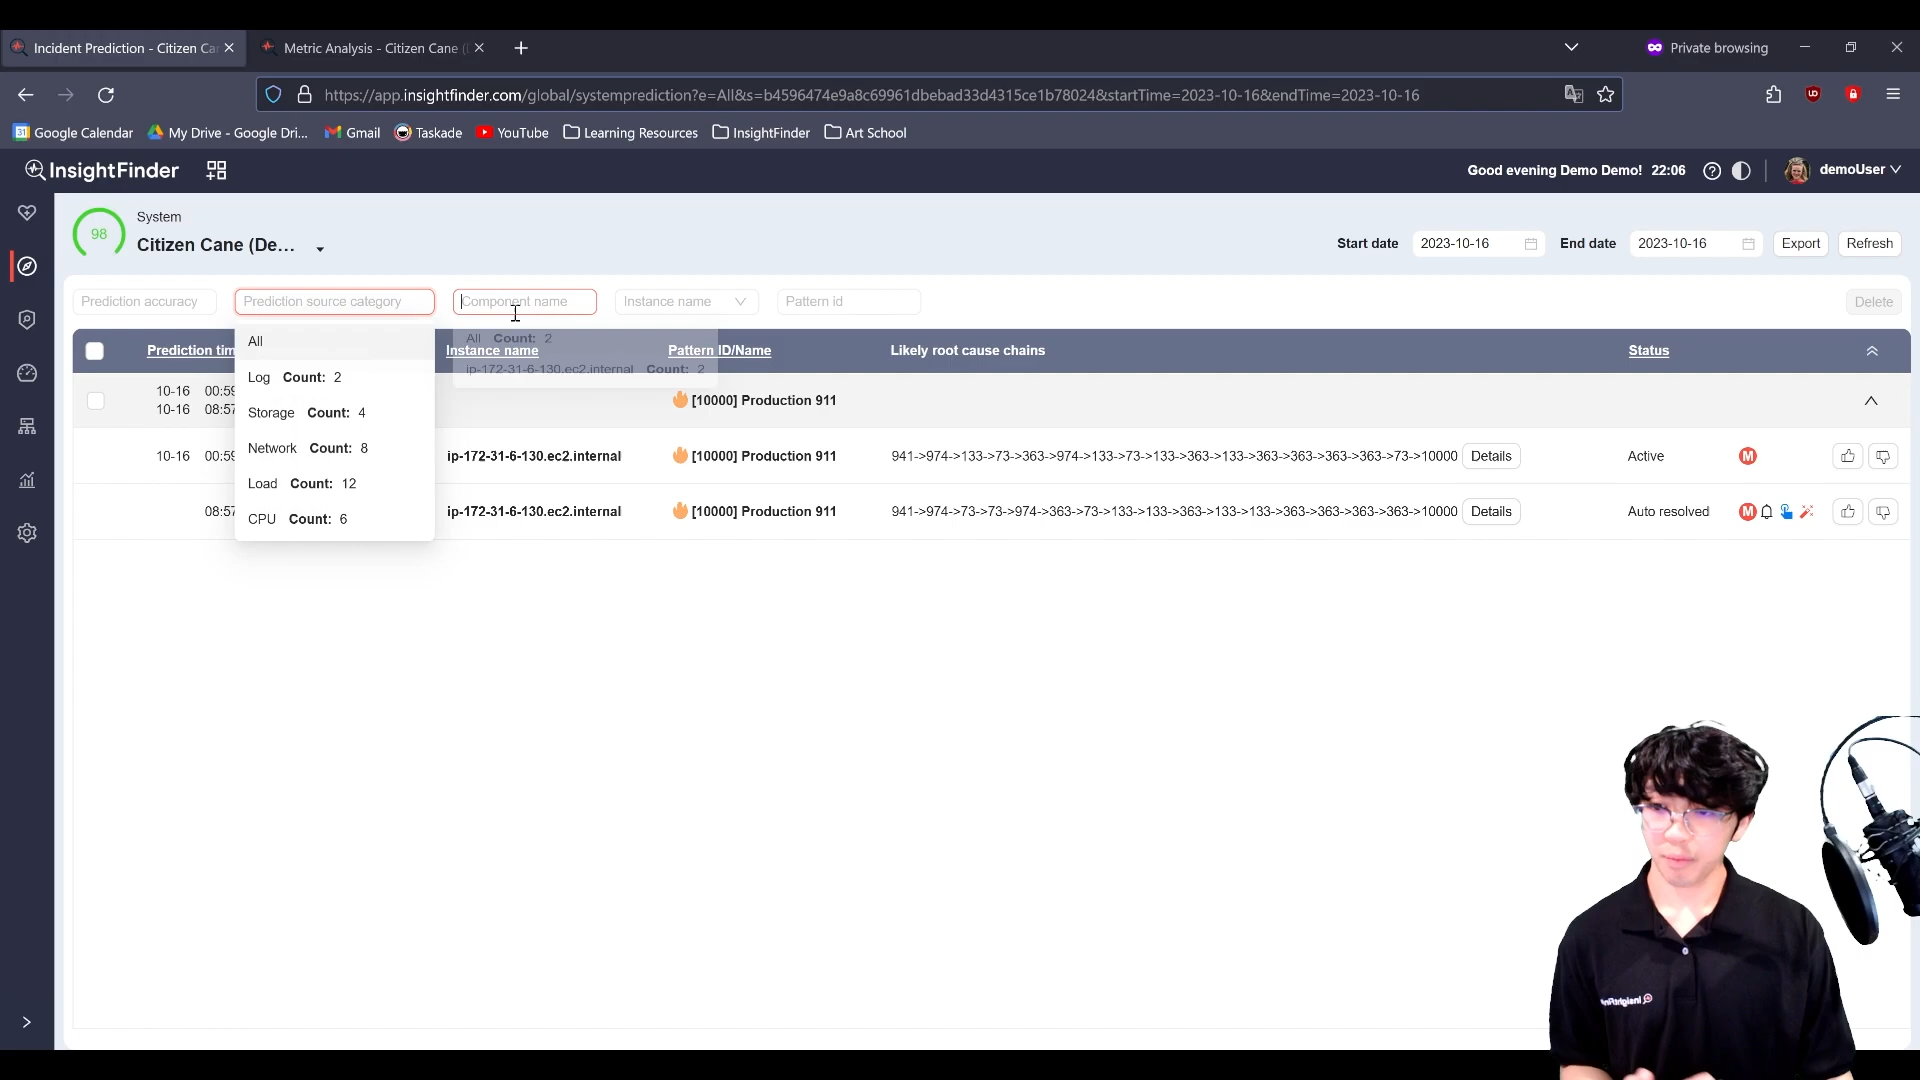 Incident Prediction - Citizen Ca
Metric Analysis - Citizen Cane (
Private browsing
https://app.insightfinder.com/global/systemprediction?e=All&s=b4596474e9a8c69961dbebad33d4315ce1b78024&startTime=2023-10-16&endTime=2023-10-16
31 Google Calendar
My Drive - Google Dri...
Gmail
Taskade
YouTube
Learning Resources
InsightFinder
Art School
InsightFinder
Good evening Demo Demo! 22:06
demoUser
98
System
Citizen Cane (De...
Start date 2023-10-16
End date 2023-10-16
Export
Refresh
Prediction accuracy
Prediction source category
Component name
Instance name
Pattern id
Delete
All
Log Count: 2
Storage Count: 4
Network Count: 8
Load Count: 12
CPU Count: 6
All Count: 2
ip-172-31-6-130.ec2.internal Count: 2
Prediction tim
Instance name
Pattern ID/Name
Likely root cause chains
Status
10-16 00:59
10-16 08:57
[10000] Production 911
10-16 00:59
ip-172-31-6-130.ec2.internal
[10000] Production 911
941->974->133->73->363->974->133->73->133->363->133->363->363->363->363->73->10000
Details
Active
M
08:57
ip-172-31-6-130.ec2.internal
[10000] Production 911
941->974->73->73->974->363->73->133->133->363->133->133->363->363->363->363->10000
Details
Auto resolved
M